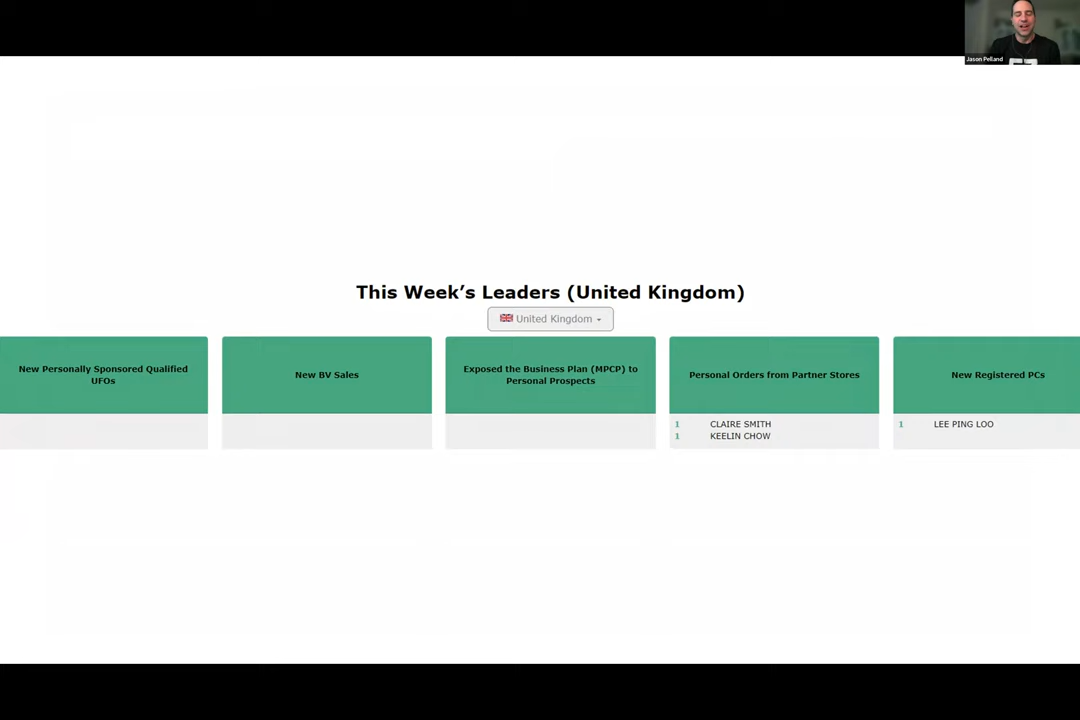 Jason Pelland
This Week's Leaders (United Kingdom)
United Kingdom
New Personally Sponsored Qualified
UFOs
New BV Sales
Exposed the Business Plan (MPCP) to
Personal Prospects
Personal Orders from Partner Stores
1 CLAIRE SMITH
1 KEELIN CHOW
New Registered PCs
1 LEE PING LOO